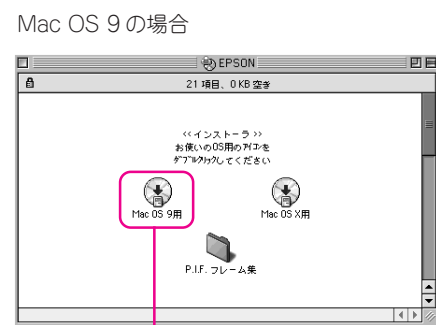 Mac OS 9の場合
EPSON
21 項目、0 KB 空き
<< インストーラ >>
お使いのOS用のｱｲｺﾝを
ﾀﾞﾌﾞﾙｸﾘｯｸしてください
Mac OS 9用
Mac OS X用
P.I.F. フレーム集